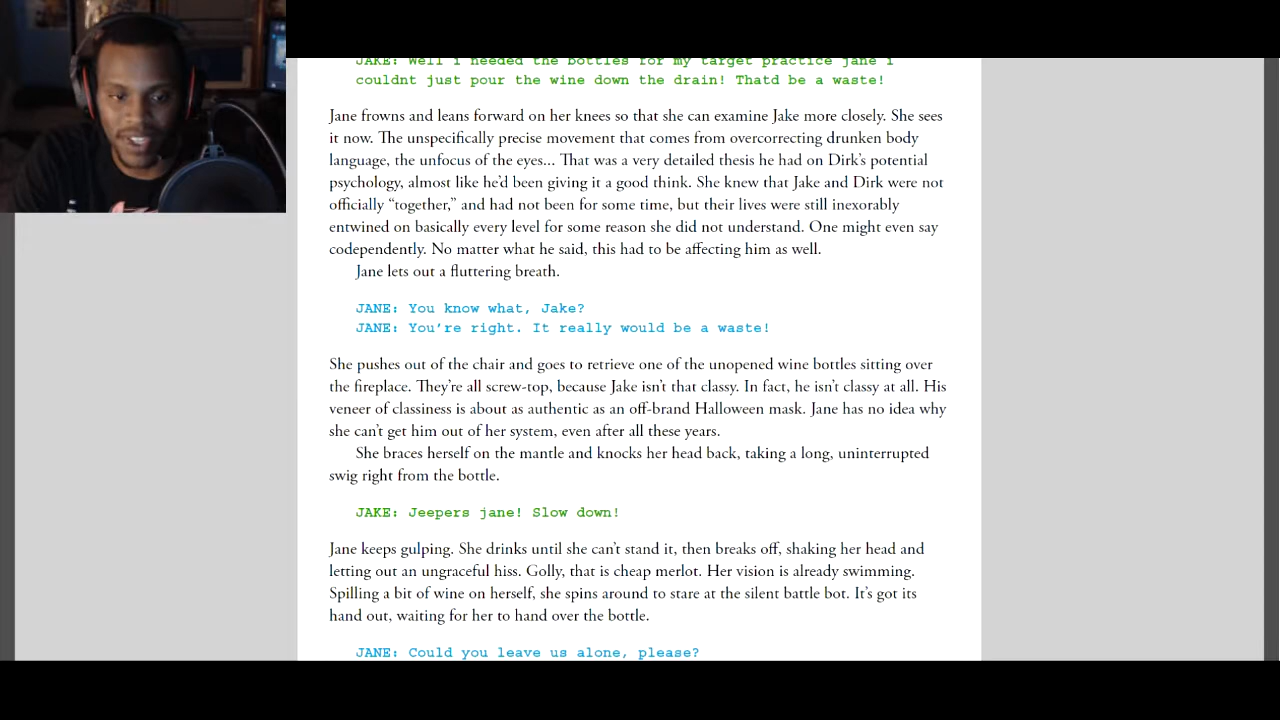 JAKE: Well i needed the bottles for my target practice jane i
couldnt just pour the wine down the drain! Thatd be a waste!
Jane frowns and leans forward on her knees so that she can examine Jake more closely. She sees
it now. The unspecifically precise movement that comes from overcorrecting drunken body
language, the unfocus of the eyes... That was a very detailed thesis he had on Dirk’s potential
psychology, almost like he’d been giving it a good think. She knew that Jake and Dirk were not
officially “together,” and had not been for some time, but their lives were still inexorably
entwined on basically every level for some reason she did not understand. One might even say
codependently. No matter what he said, this had to be affecting him as well.
Jane lets out a fluttering breath.
JANE: You know what, Jake?
JANE: You’re right. It really would be a waste!
She pushes out of the chair and goes to retrieve one of the unopened wine bottles sitting over
the fireplace. They’re all screw-top, because Jake isn’t that classy. In fact, he isn’t classy at all. His
veneer of classiness is about as authentic as an off-brand Halloween mask. Jane has no idea why
she can’t get him out of her system, even after all these years.
She braces herself on the mantle and knocks her head back, taking a long, uninterrupted
swig right from the bottle.
JAKE: Jeepers jane! Slow down!
Jane keeps gulping. She drinks until she can’t stand it, then breaks off, shaking her head and
letting out an ungraceful hiss. Golly, that is cheap merlot. Her vision is already swimming.
Spilling a bit of wine on herself, she spins around to stare at the silent battle bot. It’s got its
hand out, waiting for her to hand over the bottle.
JANE: Could you leave us alone, please?